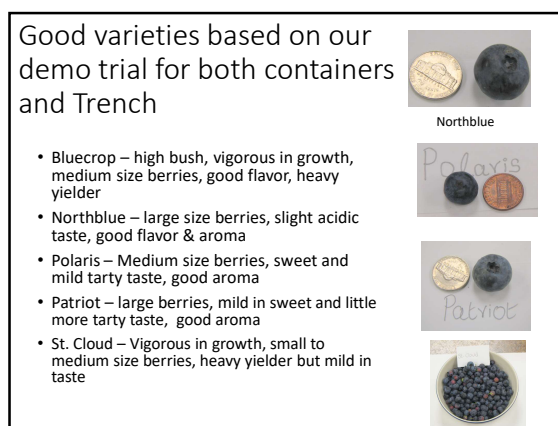 Good varieties based on our
demo trial for both containers
and Trench
Northblue
• Bluecrop – high bush, vigorous in growth,
medium size berries, good flavor, heavy
yielder
• Northblue – large size berries, slight acidic
taste, good flavor & aroma
• Polaris – Medium size berries, sweet and
mild tarty taste, good aroma
• Patriot – large berries, mild in sweet and little
more tarty taste,  good aroma
• St. Cloud – Vigorous in growth, small to
medium size berries, heavy yielder but mild in
taste
Polaris
Patriot